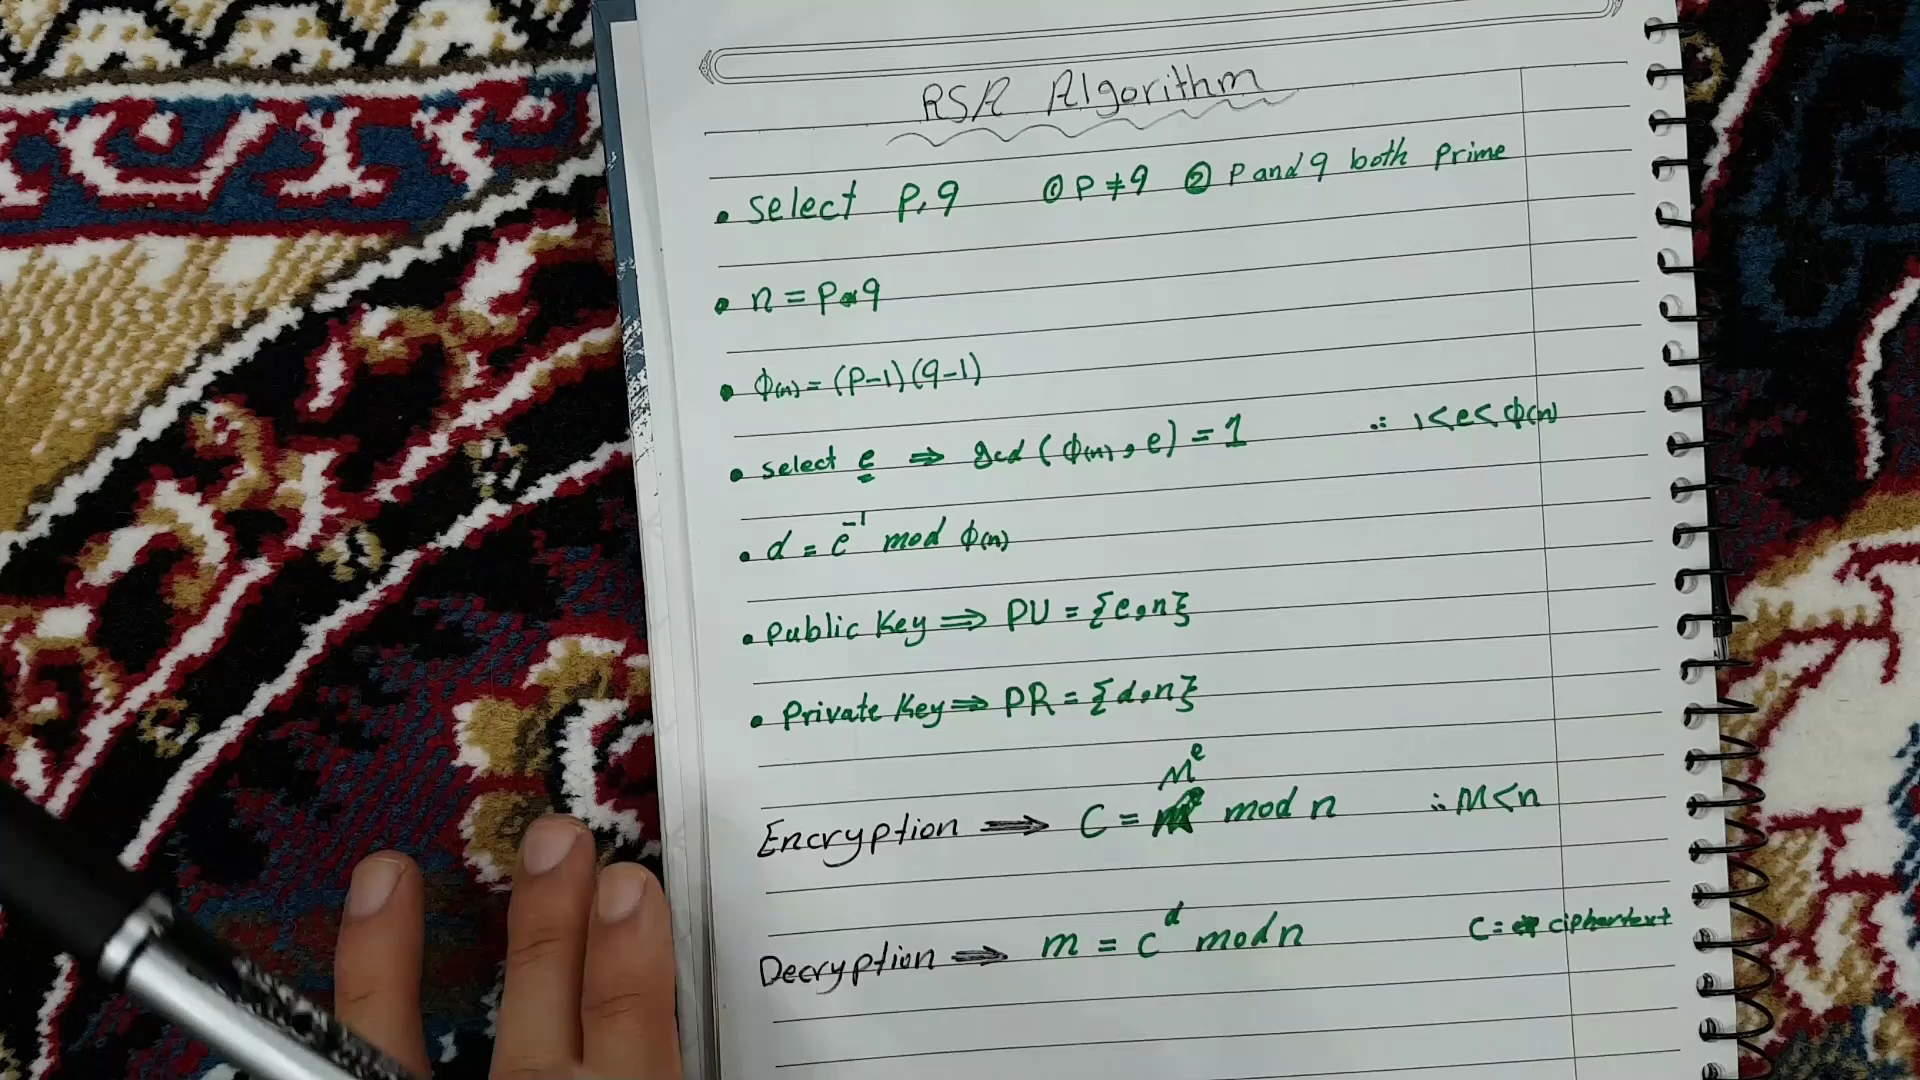 RSA Algorithm
• select P, q ① P ≠ q ② P and q both prime
• n = P * q
• ϕ(n) = (P-1)(q-1)
• select e ⇒ gcd (ϕ(n), e) = 1 ∴ 1<e<ϕ(n)
• d = e⁻¹ mod ϕ(n)
• Public Key ⇒ PU = {e,n}
• Private Key ⇒ PR = {d,n}
Encryption ⇒ C = Mᵉ mod n ∴ M<n
Decryption ⇒ m = cᵈ mod n C = ciphertext